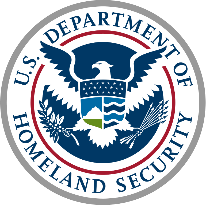 U.S. DEPARTMENT OF
HOMELAND SECURITY